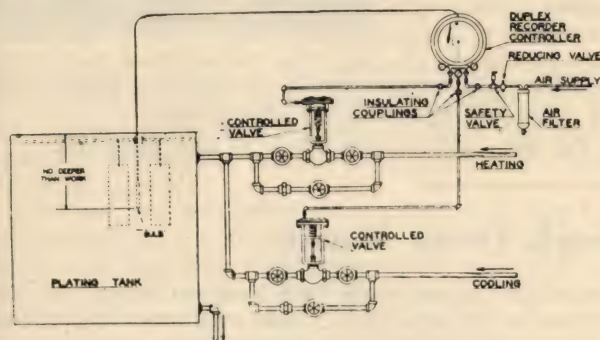 DUPLEX
RECORDER
CONTROLLER
REDUCING VALVE
AIR SUPPLY
INSULATING
COUPLINGS
SAFETY
VALVE
AIR
FILTER
CONTROLLED
VALVE
HEATING
NO DEEPER
THAN WORK
BULB
CONTROLLED
VALVE
PLATING TANK
COOLING